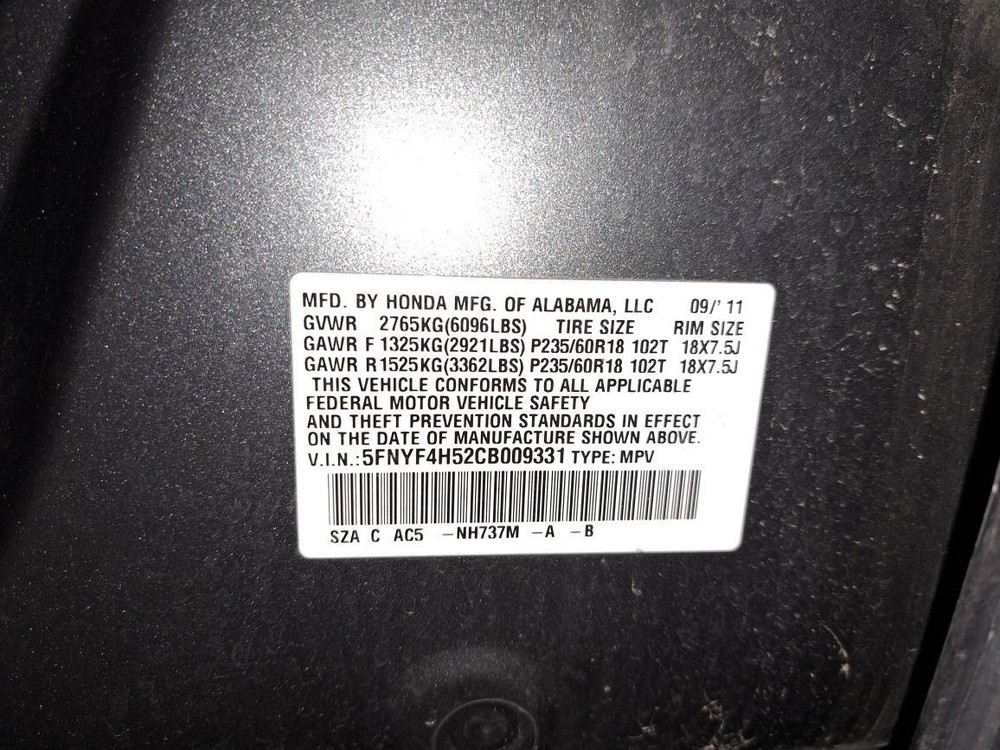 MFD. BY HONDA MFG. OF ALABAMA, LLC 09/' 11
GVWR 2765KG(6096LBS) TIRE SIZE RIM SIZE
GAWR F 1325KG(2921LBS) P235/60R18 102T 18X7.5J
GAWR R1525KG(3362LBS) P235/60R18 102T 18X7.5J
THIS VEHICLE CONFORMS TO ALL APPLICABLE
FEDERAL MOTOR VEHICLE SAFETY
AND THEFT PREVENTION STANDARDS IN EFFECT
ON THE DATE OF MANUFACTURE SHOWN ABOVE.
V.I.N.:5FNYF4H52CB009331 TYPE: MPV
SZA C AC5 -NH737M -A -B